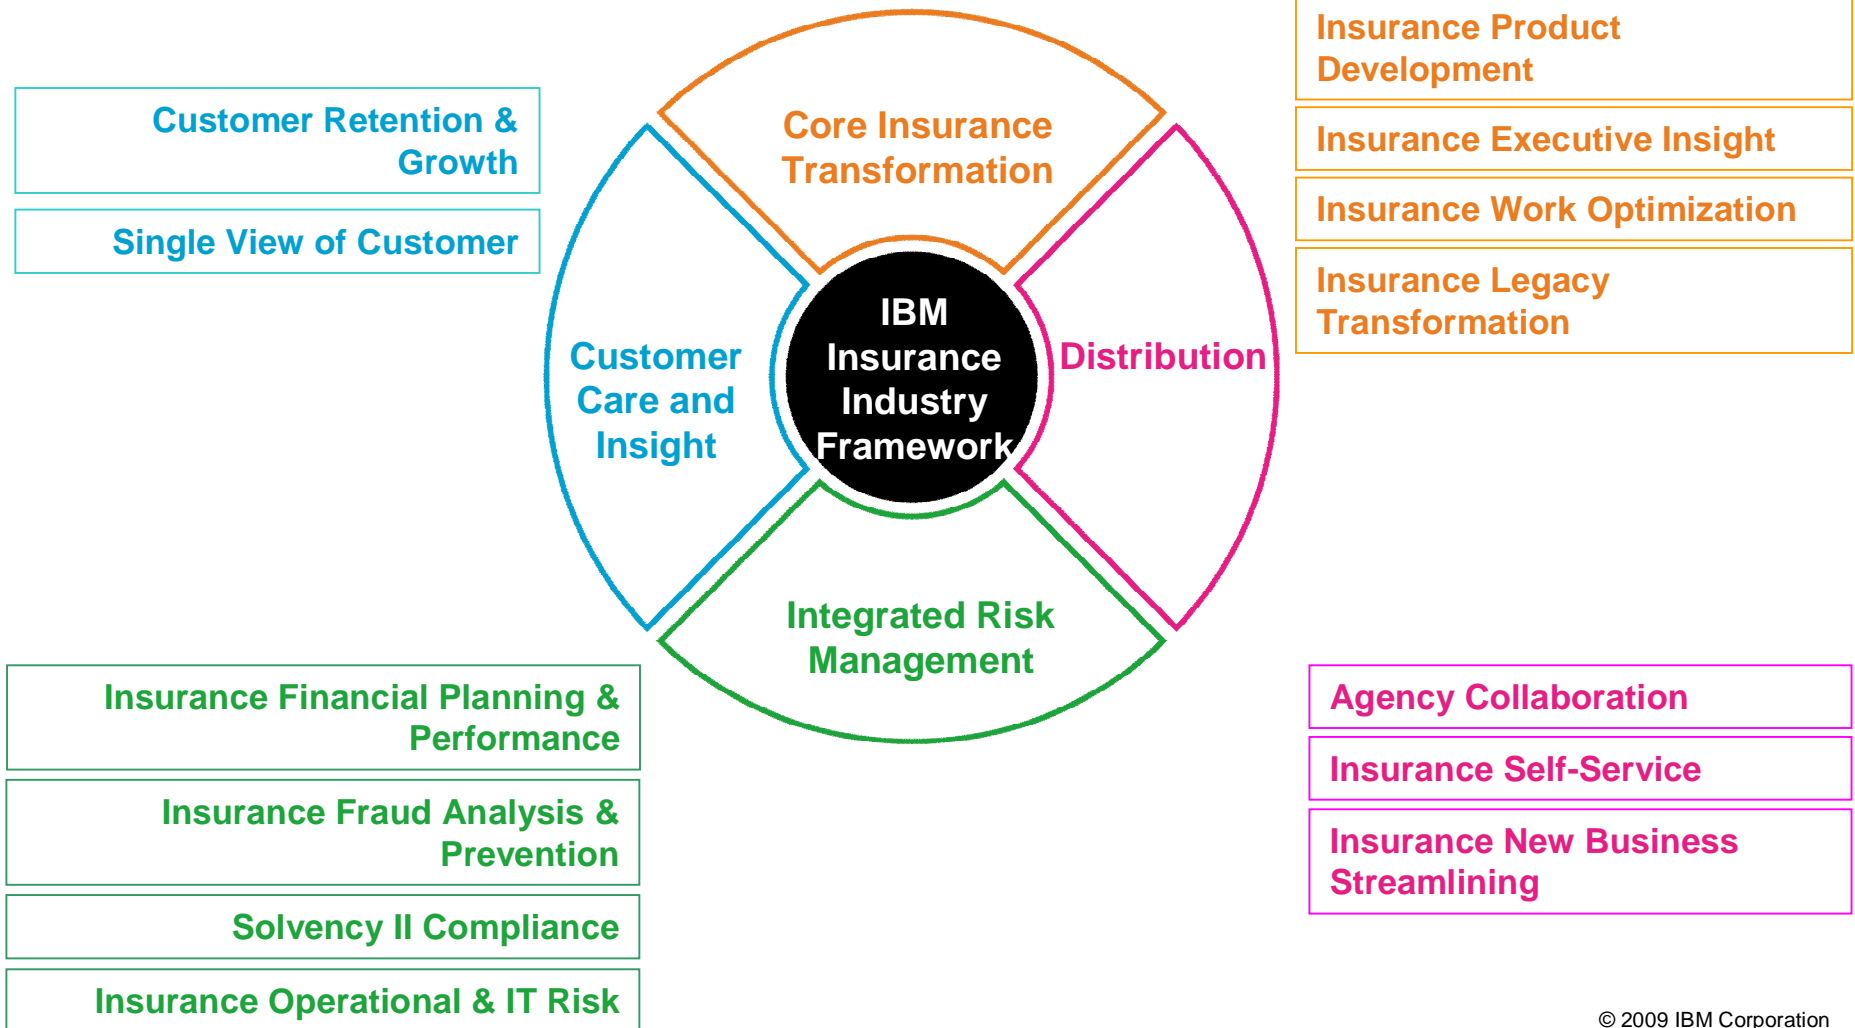 Insurance Product
Development
Customer Retention &
Growth
Core Insurance
Transformation
Insurance Executive Insight
Insurance Work Optimization
Single View of Customer
Insurance Legacy
Transformation
IBM
Insurance
Industry
Framework
Customer
Care and
Insight
Distribution
Integrated Risk
Management
Insurance Financial Planning &
Performance
Insurance Fraud Analysis &
Prevention
Solvency II Compliance
Insurance Operational & IT Risk
Agency Collaboration
Insurance Self-Service
Insurance New Business
Streamlining
© 2009 IBM Corporation